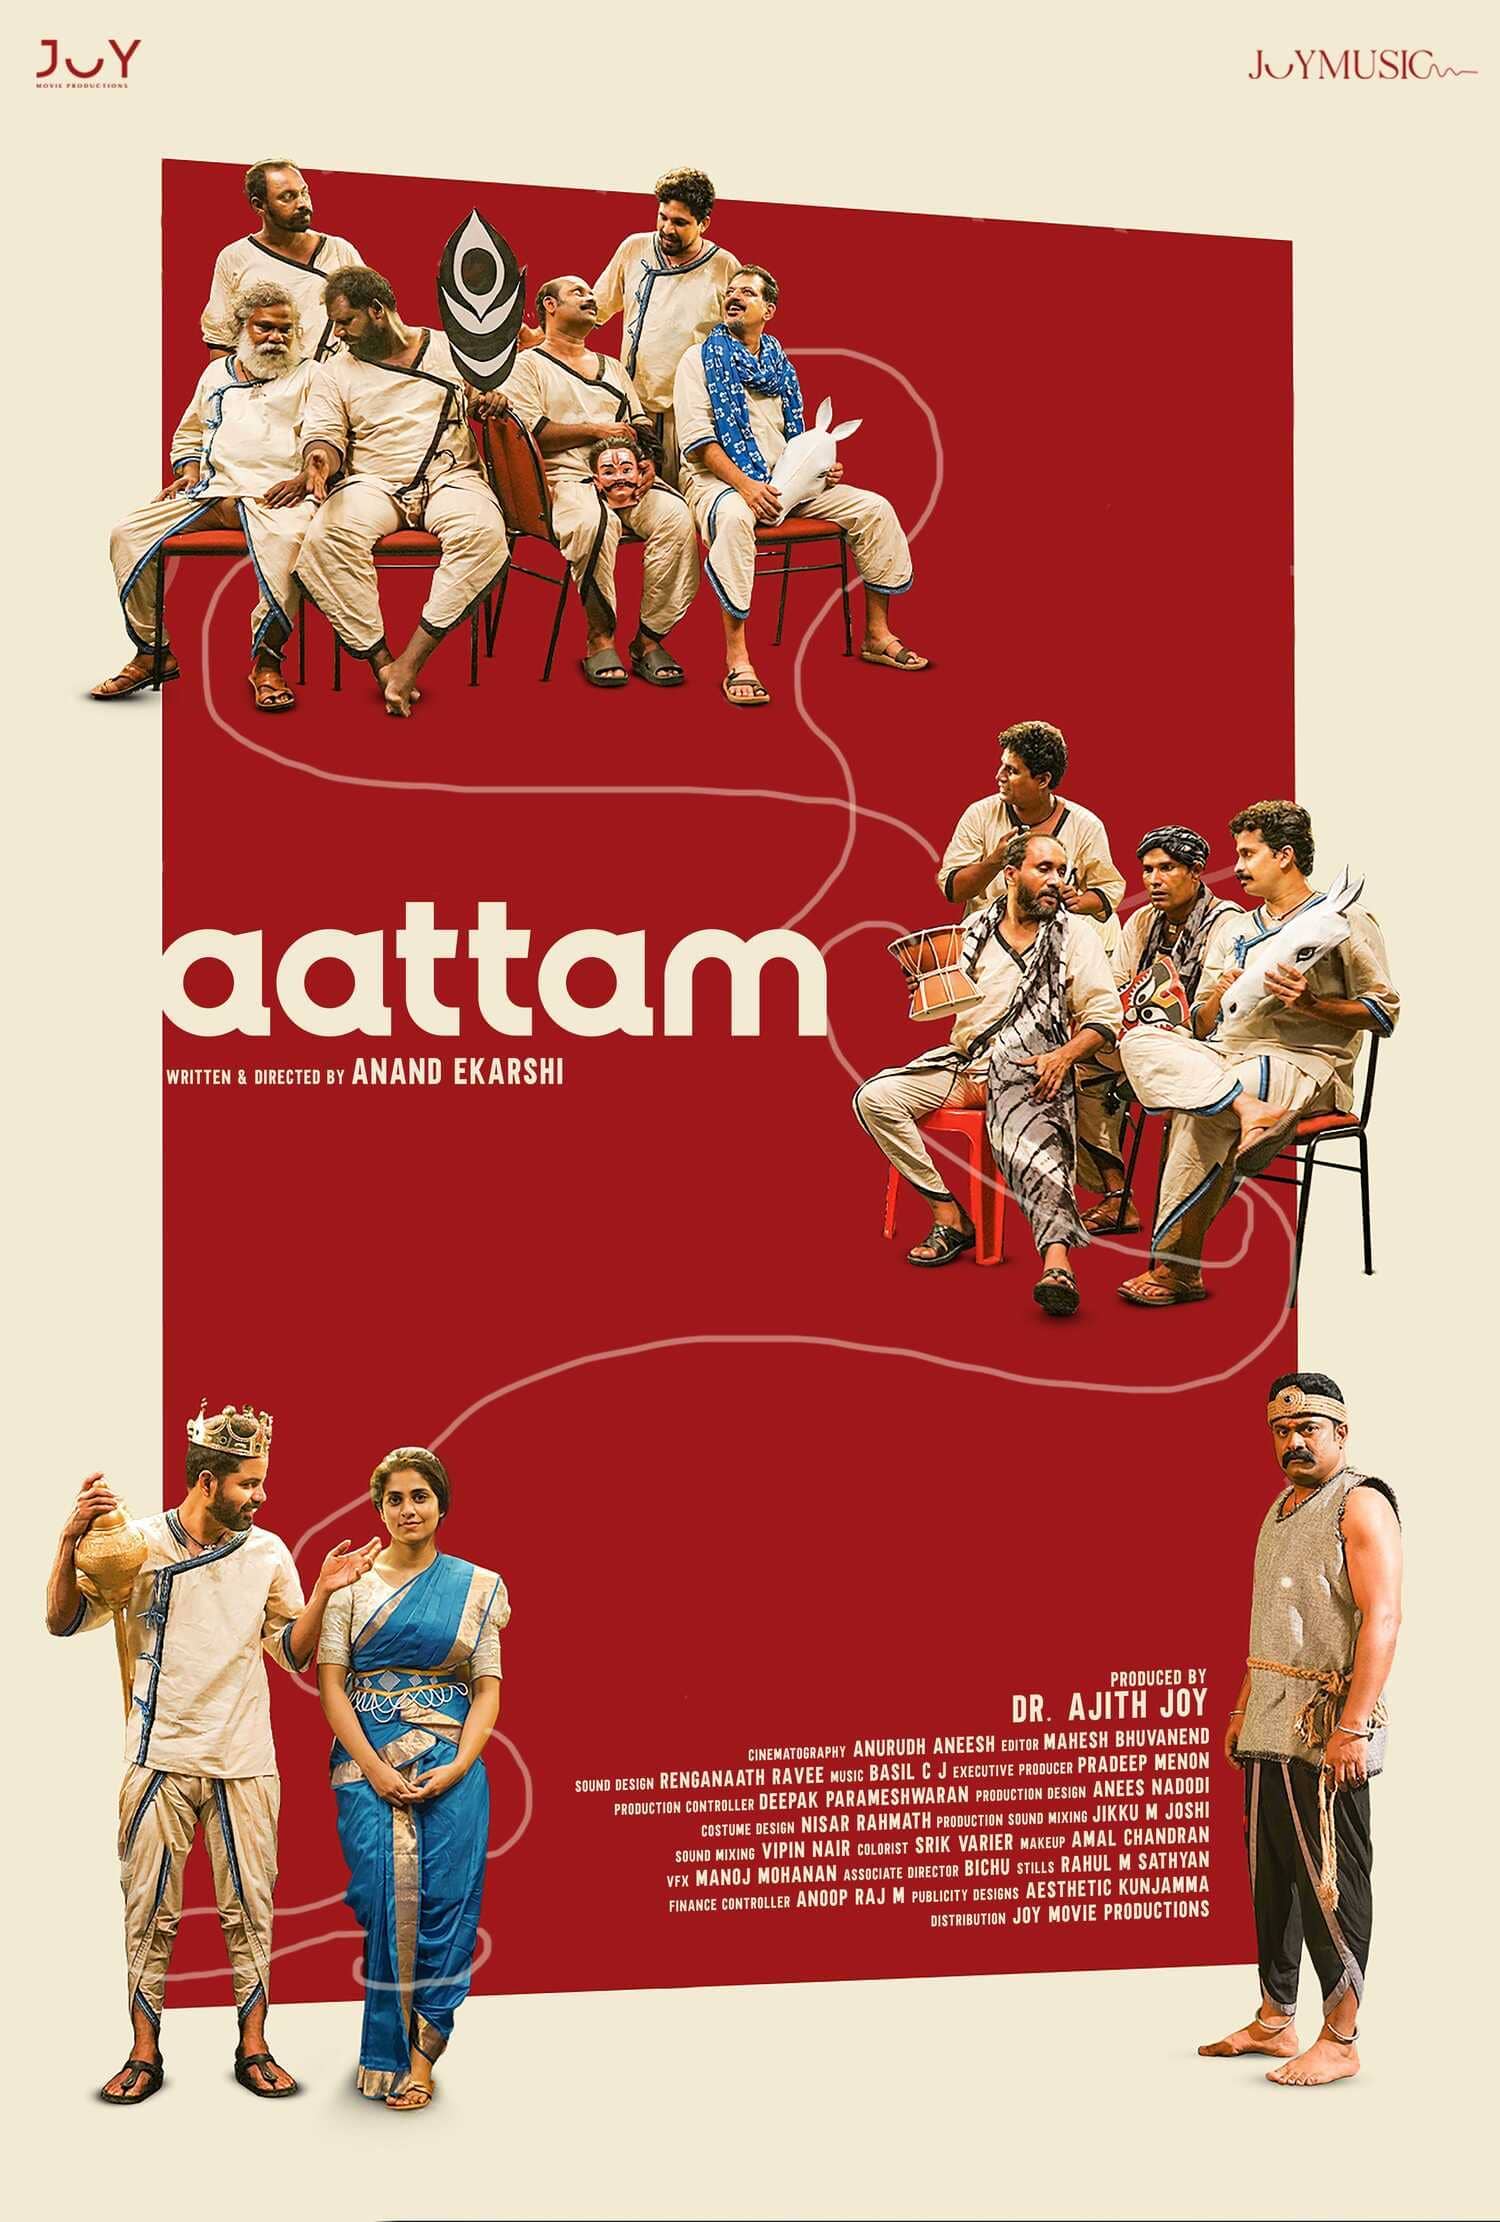 JOY
MOVIE PRODUCTIONS
JOYMUSIC
aattam
WRITTEN & DIRECTED BY ANAND EKARSHI
PRODUCED BY
DR. AJITH JOY
CINEMATOGRAPHY ANURUDH ANEESH EDITOR MAHESH BHUVANEND
SOUND DESIGN RENGANAATH RAVEE MUSIC BASIL C J EXECUTIVE PRODUCER PRADEEP MENON
PRODUCTION CONTROLLER DEEPAK PARAMESHWARAN PRODUCTION DESIGN ANEES NADODI
COSTUME DESIGN NISAR RAHMATH PRODUCTION SOUND MIXING JIKKU M JOSHI
SOUND MIXING VIPIN NAIR COLORIST SRIK VARIER MAKEUP AMAL CHANDRAN
VFX MANOJ MOHANAN ASSOCIATE DIRECTOR BICHU STILLS RAHUL M SATHYAN
FINANCE CONTROLLER ANOOP RAJ M PUBLICITY DESIGNS AESTHETIC KUNJAMMA
DISTRIBUTION JOY MOVIE PRODUCTIONS